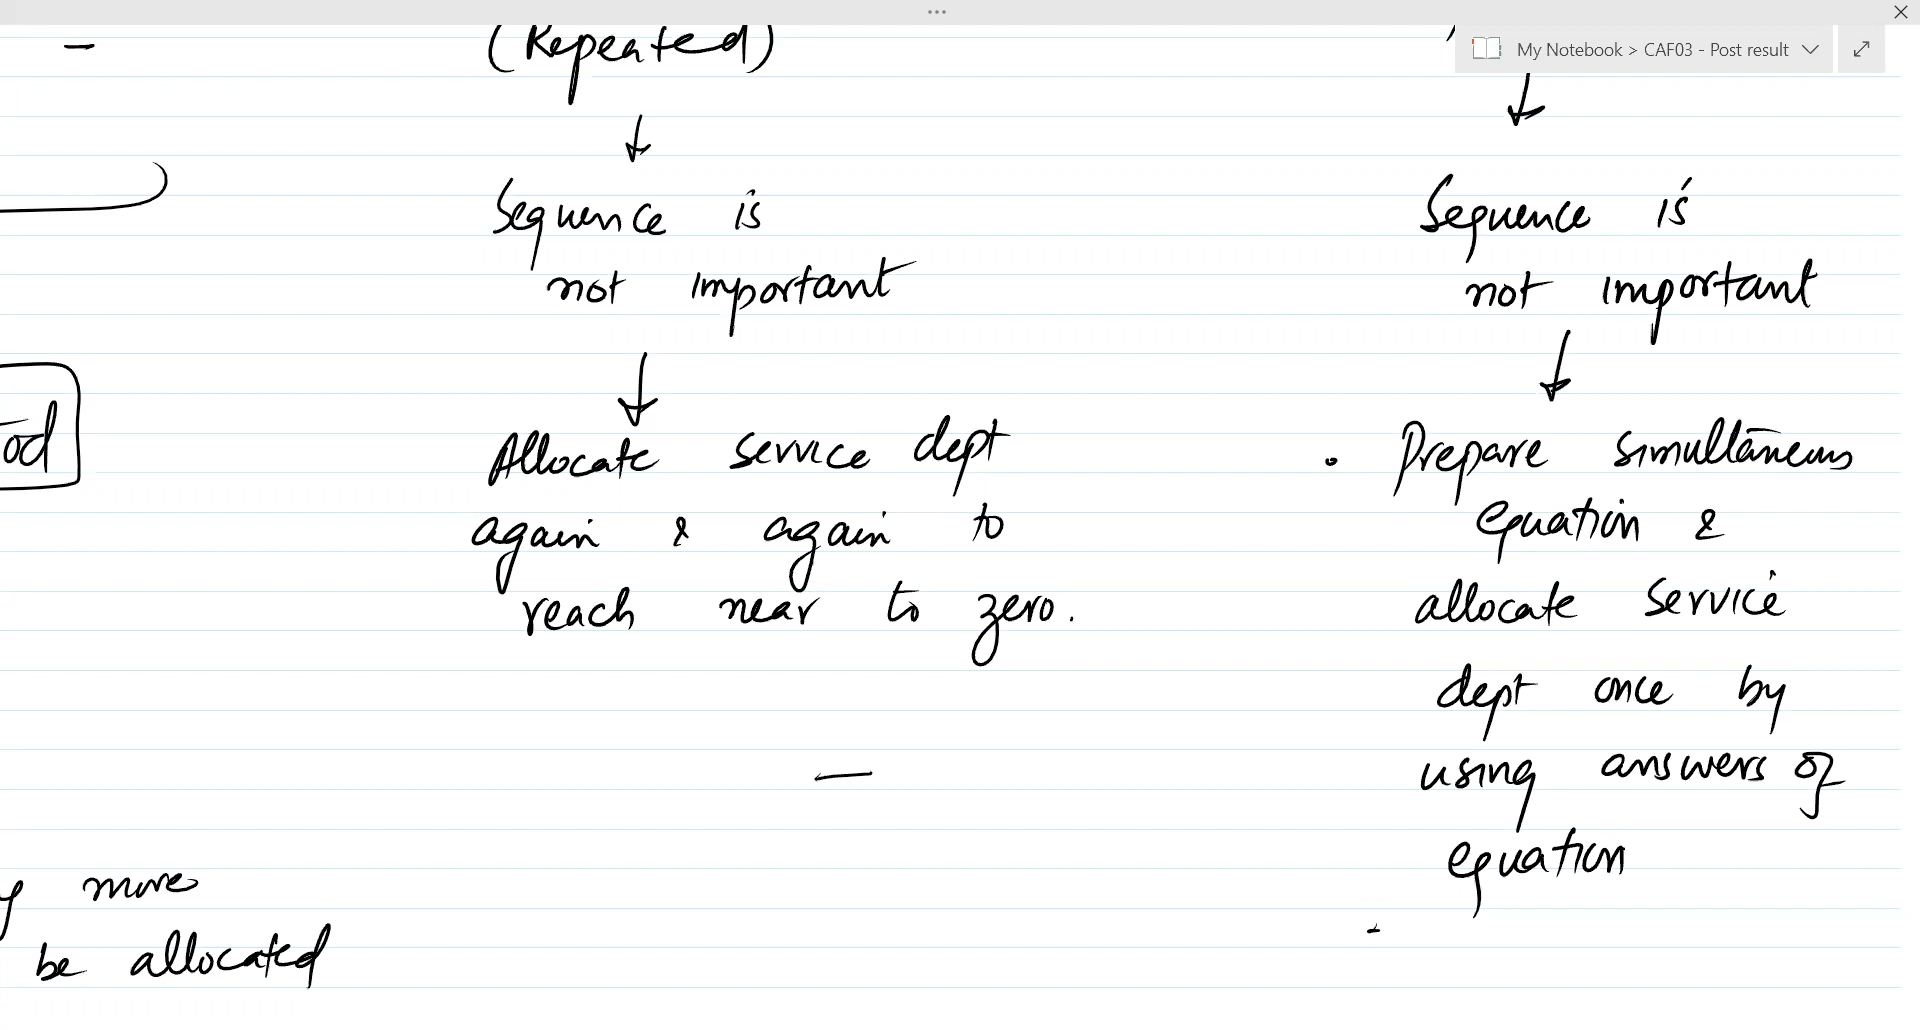 My Notebook > CAF03 - Post result
(Repeated)
Sequence is
not important
Allocate service dept
again & again to
reach near to zero.
Sequence is
not important
Prepare simultaneous
equation &
allocate service
dept once by
using answers of
equation
more
be allocated